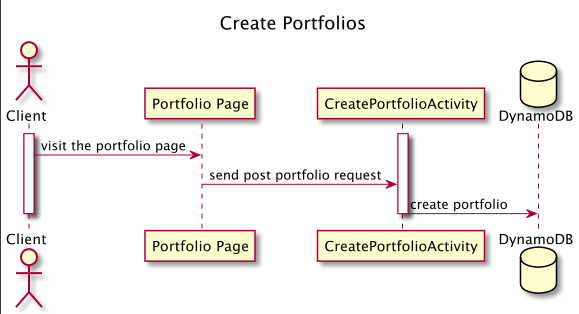 Create Portfolios
Client
Portfolio Page
CreatePortfolioActivity
DynamoDB
visit the portfolio page
send post portfolio request
create portfolio
Client
Portfolio Page
CreatePortfolioActivity
DynamoDB